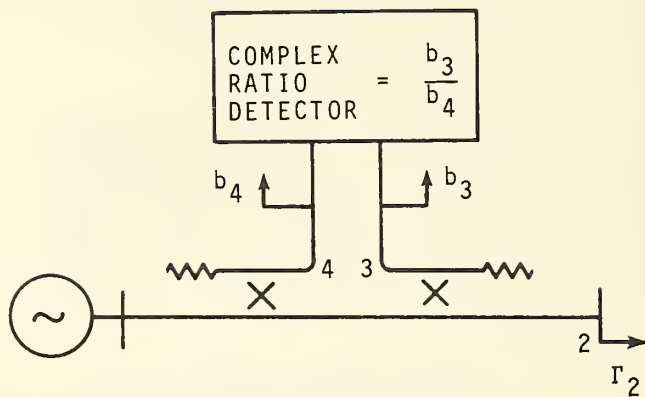 COMPLEX
RATIO
DETECTOR = b3/b4
b4
b3
4
3
2
Γ2